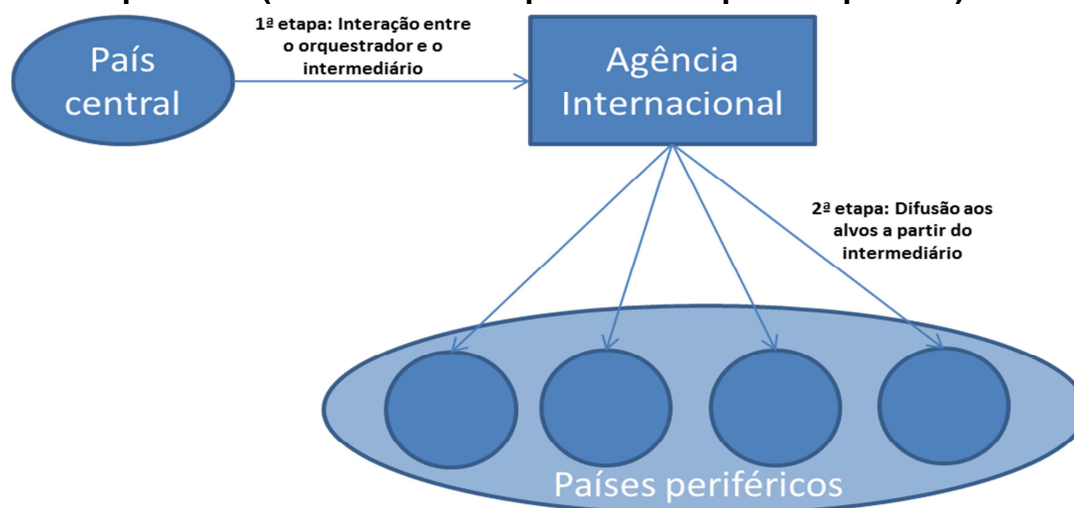 1ª etapa: Interação entre
o orquestrador e o
intermediário
País
central
Agência
Internacional
2ª etapa: Difusão aos
alvos a partir do
intermediário
Países periféricos